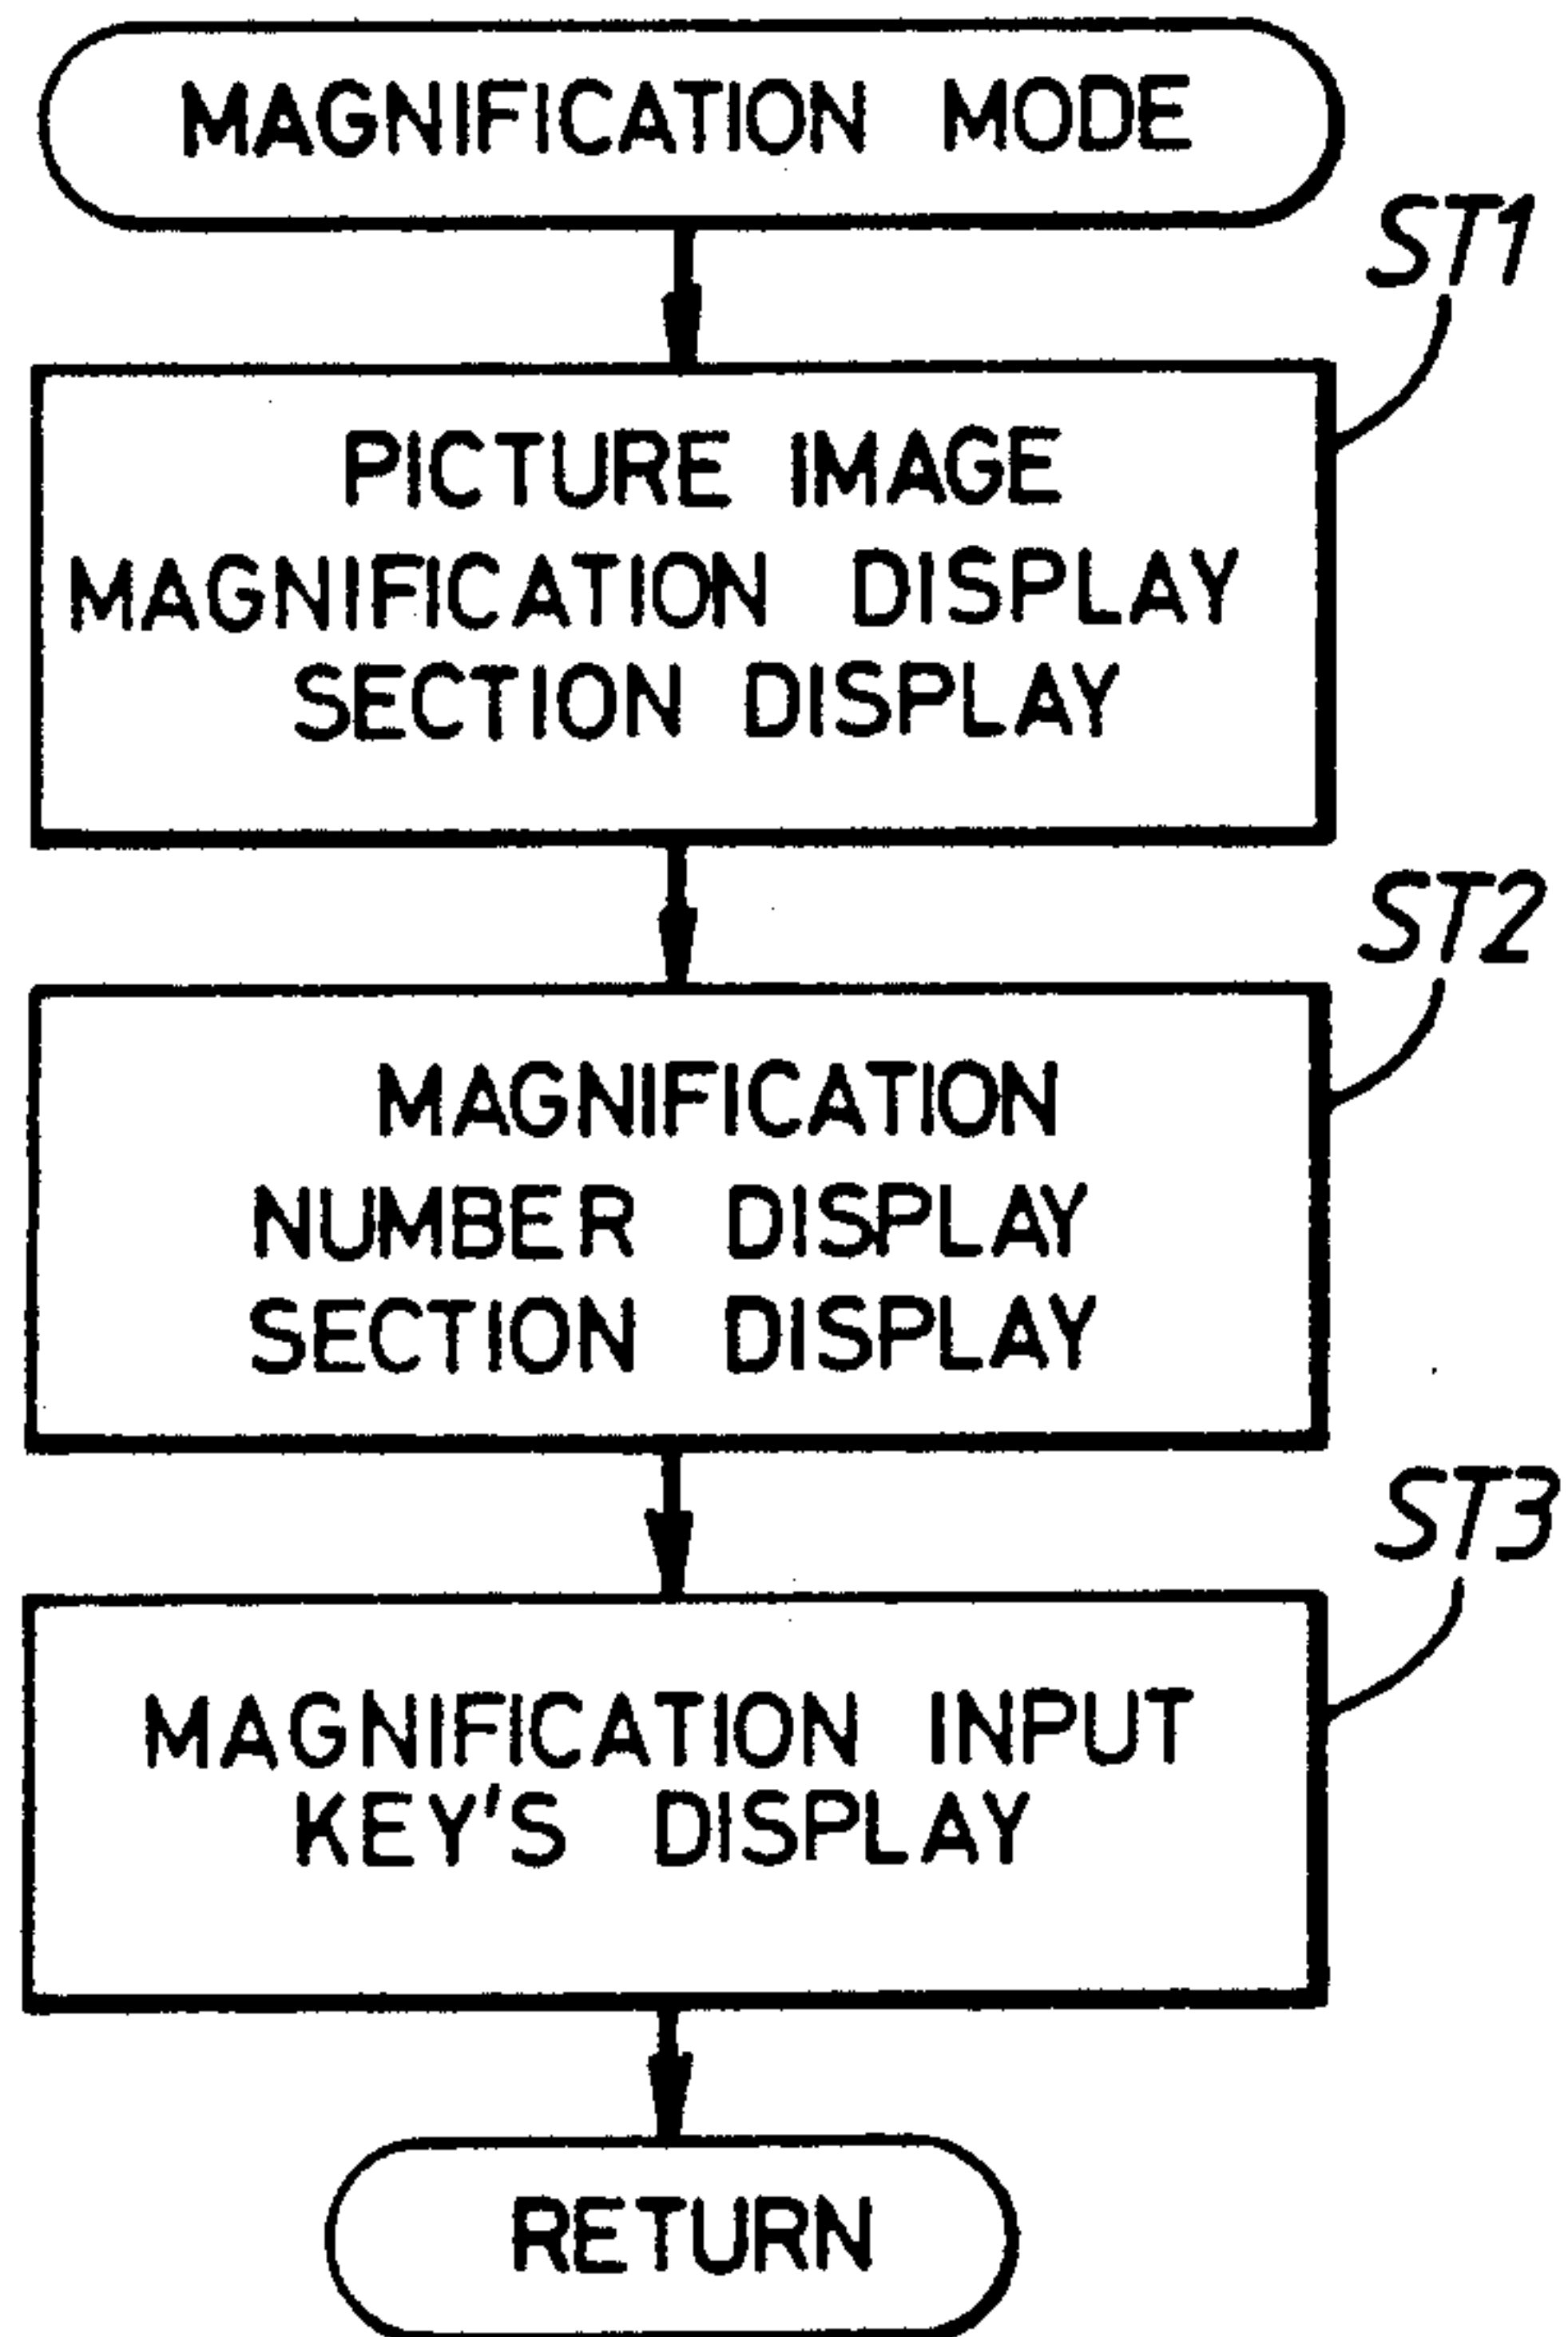 MAGNIFICATION MODE
ST1
PICTURE IMAGE
MAGNIFICATION DISPLAY
SECTION DISPLAY
ST2
MAGNIFICATION
NUMBER DISPLAY
SECTION DISPLAY
ST3
MAGNIFICATION INPUT
KEY'S DISPLAY
RETURN